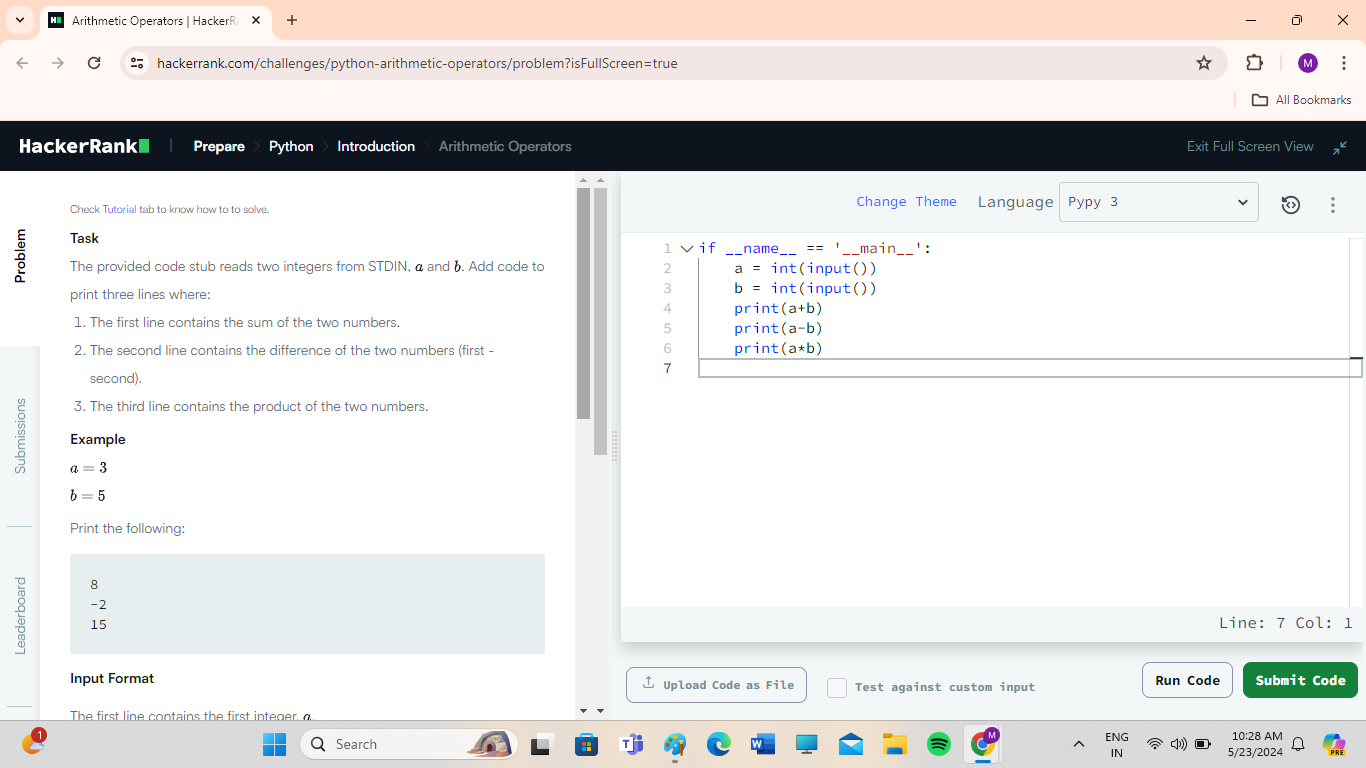 Arithmetic Operators | HackerR
hackerrank.com/challenges/python-arithmetic-operators/problem?isFullScreen=true
M
All Bookmarks
HackerRank
Prepare
Python
Introduction
Arithmetic Operators
Exit Full Screen View
Problem
Submissions
Leaderboard
Check Tutorial tab to know how to to solve.
Task
The provided code stub reads two integers from STDIN, a and b. Add code to
print three lines where:
1. The first line contains the sum of the two numbers.
2. The second line contains the difference of the two numbers (first -
second).
3. The third line contains the product of the two numbers.
Example
a = 3
b = 5
Print the following:
8
-2
15
Input Format
The first line contains the first integer, a.
Change Theme
Language
Pypy 3
1 if __name__ == '__main__':
2 a = int(input())
3 b = int(input())
4 print(a+b)
5 print(a-b)
6 print(a*b)
7
Line: 7 Col: 1
Upload Code as File
Test against custom input
Run Code
Submit Code
1
Search
M
ENG
IN
10:28 AM
5/23/2024
PRE